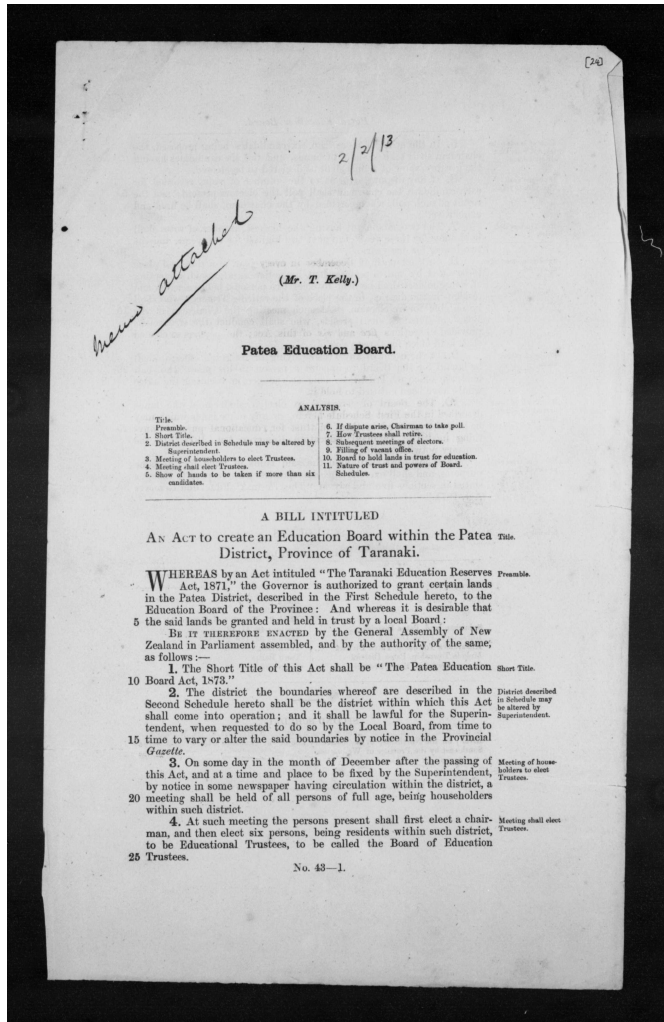 [24]
2/2/13
Memo attached
(Mr. T. Kelly.)
Patea Education Board.
ANALYSIS.
Title.
Preamble.
1. Short Title.
2. District described in Schedule may be altered by
Superintendent.
3. Meeting of householders to elect Trustees.
4. Meeting shall elect Trustees.
5. Show of hands to be taken if more than six
candidates.
6. If dispute arise, Chairman to take poll.
7. How Trustees shall retire.
8. Subsequent meetings of electors.
9. Filling of vacant office.
10. Board to hold lands in trust for education.
11. Nature of trust and powers of Board.
Schedules.
A BILL INTITULED
AN ACT to create an Education Board within the Patea Title.
District, Province of Taranaki.
WHEREAS by an Act intituled “The Taranaki Education Reserves Preamble.
Act, 1871,” the Governor is authorized to grant certain lands
in the Patea District, described in the First Schedule hereto, to the
Education Board of the Province: And whereas it is desirable that
5 the said lands be granted and held in trust by a local Board:
BE IT THEREFORE ENACTED by the General Assembly of New
Zealand in Parliament assembled, and by the authority of the same,
as follows:—
1. The Short Title of this Act shall be “The Patea Education Short Title.
10 Board Act, 1873.”
2. The district the boundaries whereof are described in the District described
Second Schedule hereto shall be the district within which this Act in Schedule may
shall come into operation; and it shall be lawful for the Superin- be altered by
tendent, when requested to do so by the Local Board, from time to Superintendent.
15 time to vary or alter the said boundaries by notice in the Provincial
Gazette.
3. On some day in the month of December after the passing of Meeting of house-
this Act, and at a time and place to be fixed by the Superintendent, holders to elect
by notice in some newspaper having circulation within the district, a Trustees.
20 meeting shall be held of all persons of full age, being householders
within such district.
4. At such meeting the persons present shall first elect a chair- Meeting shall elect
man, and then elect six persons, being residents within such district, Trustees.
to be Educational Trustees, to be called the Board of Education
25 Trustees.
No. 43—1.